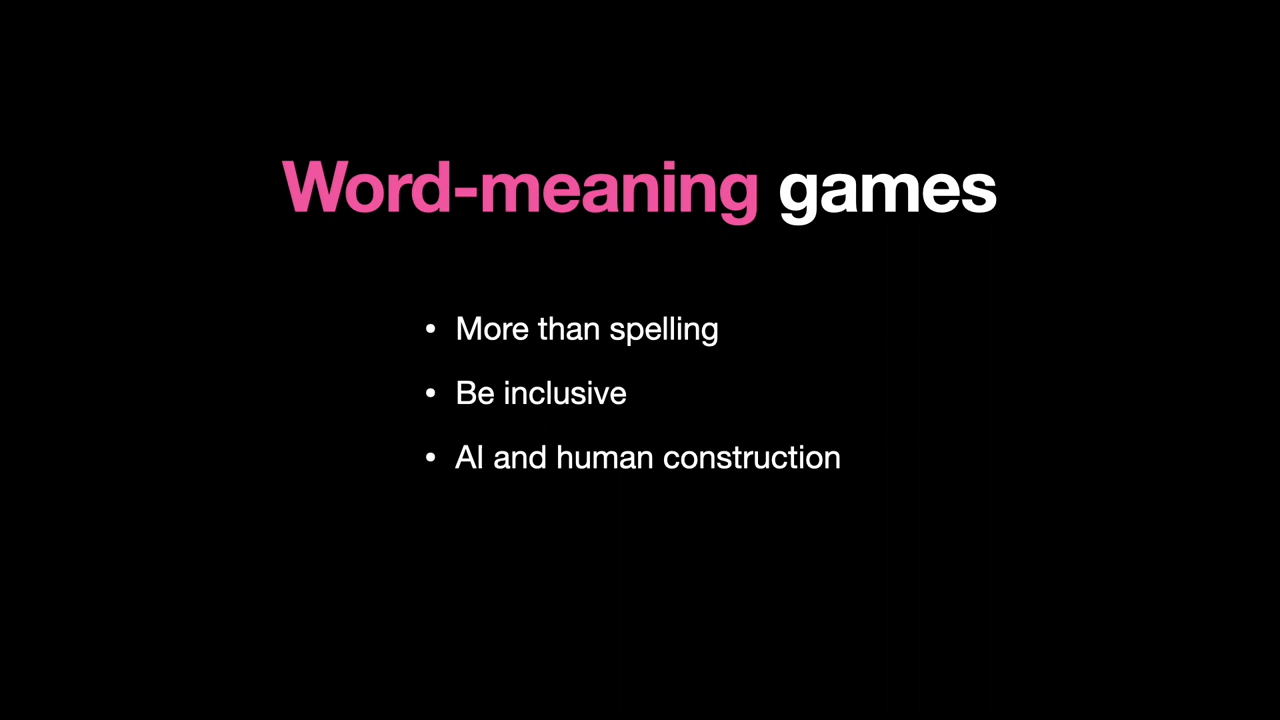 Word-meaning games
• More than spelling
• Be inclusive
• AI and human construction